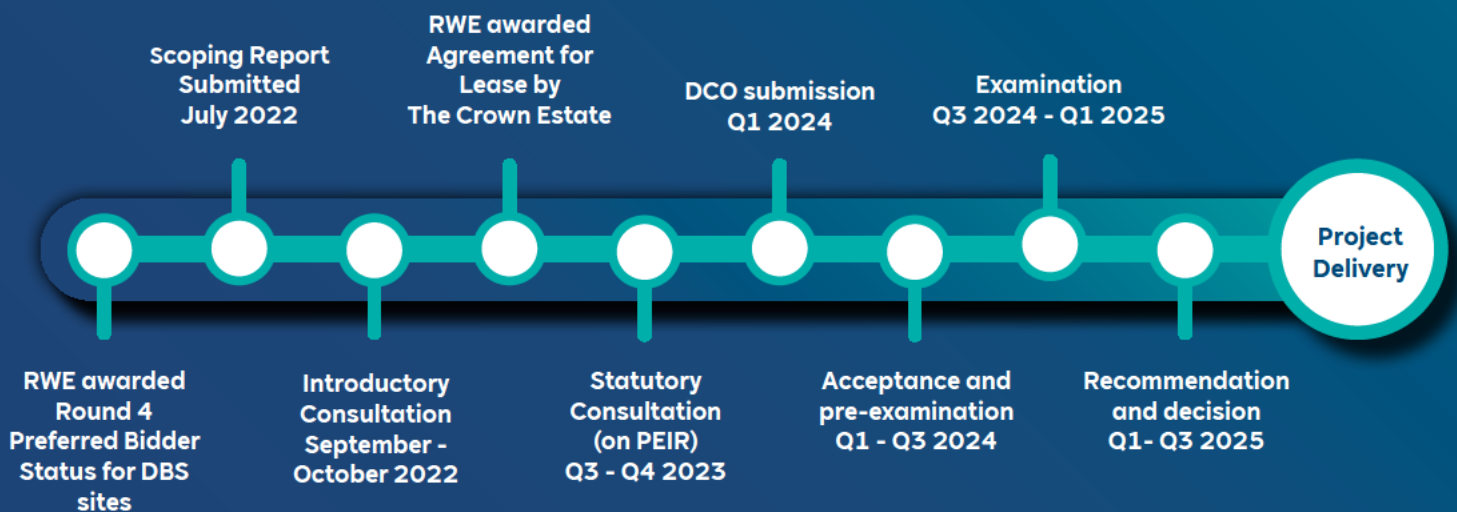 RWE awarded
Round 4
Preferred Bidder
Status for DBS
sites
Scoping Report
Submitted
July 2022
Introductory
Consultation
September -
October 2022
RWE awarded
Agreement for
Lease by
The Crown Estate
Statutory
Consultation
(on PEIR)
Q3 - Q4 2023
DCO submission
Q1 2024
Acceptance and
pre-examination
Q1 - Q3 2024
Examination
Q3 2024 - Q1 2025
Recommendation
and decision
Q1- Q3 2025
Project
Delivery